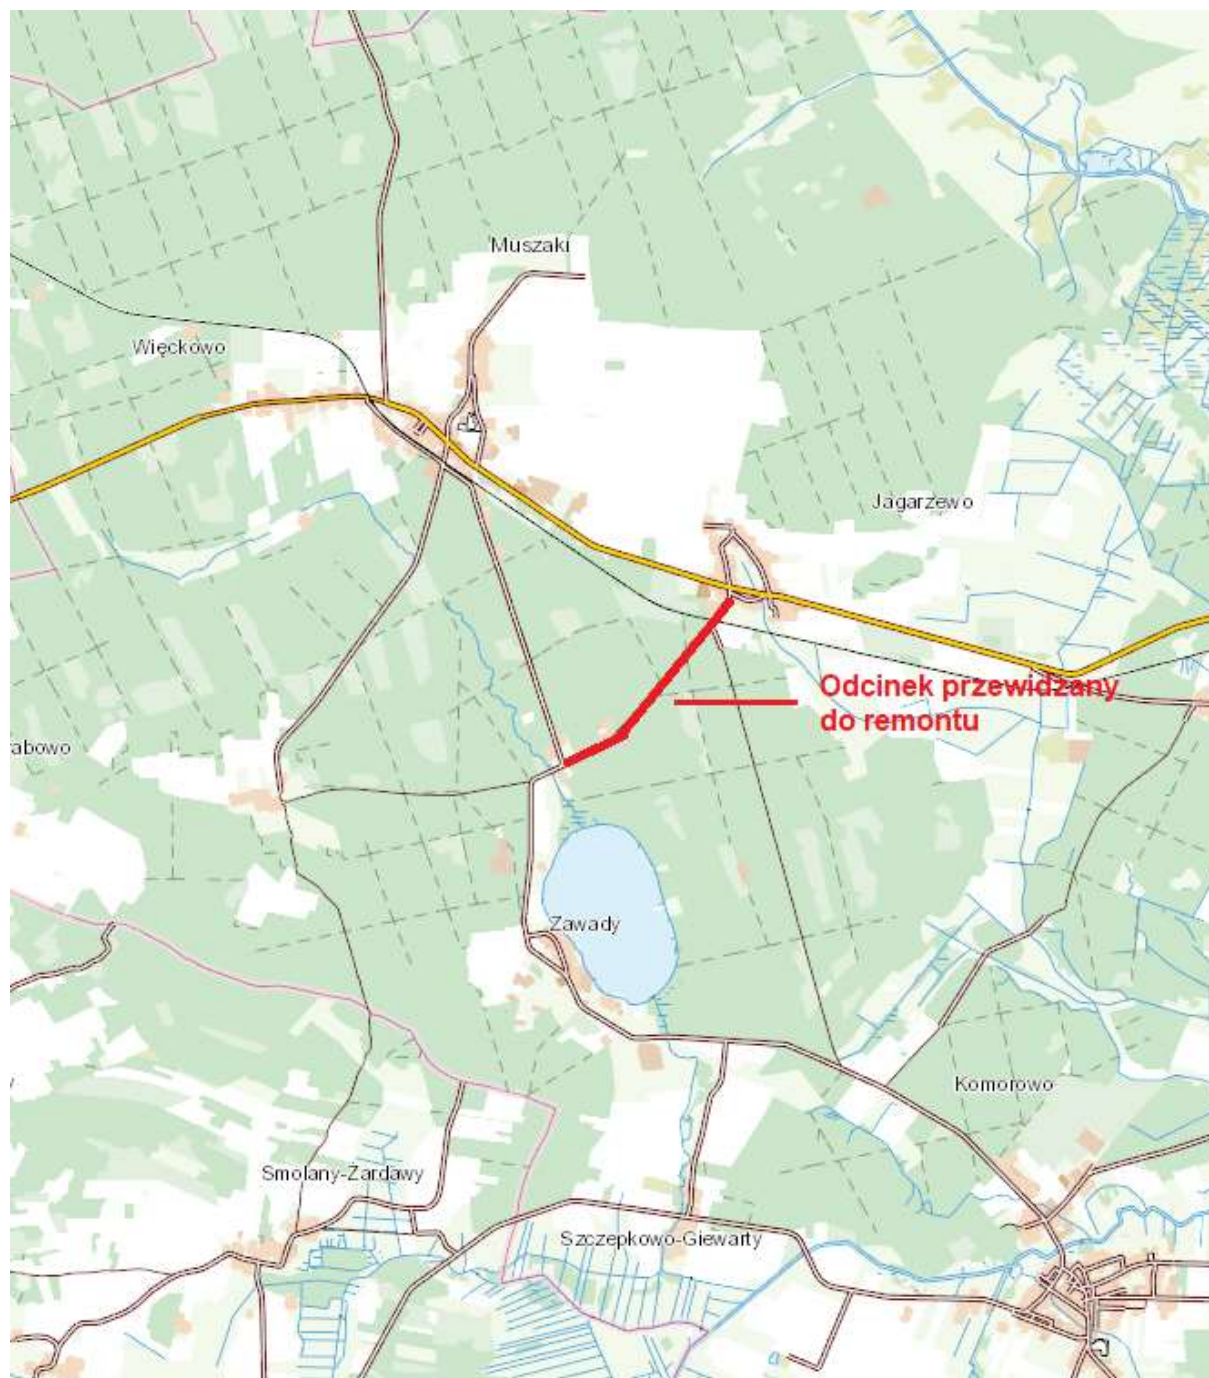 Muszaki
Więckowo
Jagarzewo
Odcinek przewidzany
do remontu
abowo
Zawady
Komorowo
Smolany-Żardawy
Szczepkowo-Giewarty